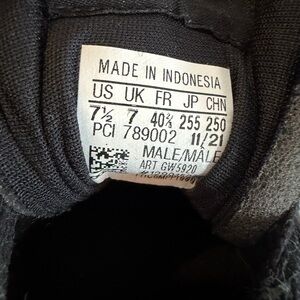 MADE IN INDONESIA
US UK FR JP CHN
7½ 7 40⅔ 255 250
PCI 789002 11/21
MALE/MÂLE
ART GW5920